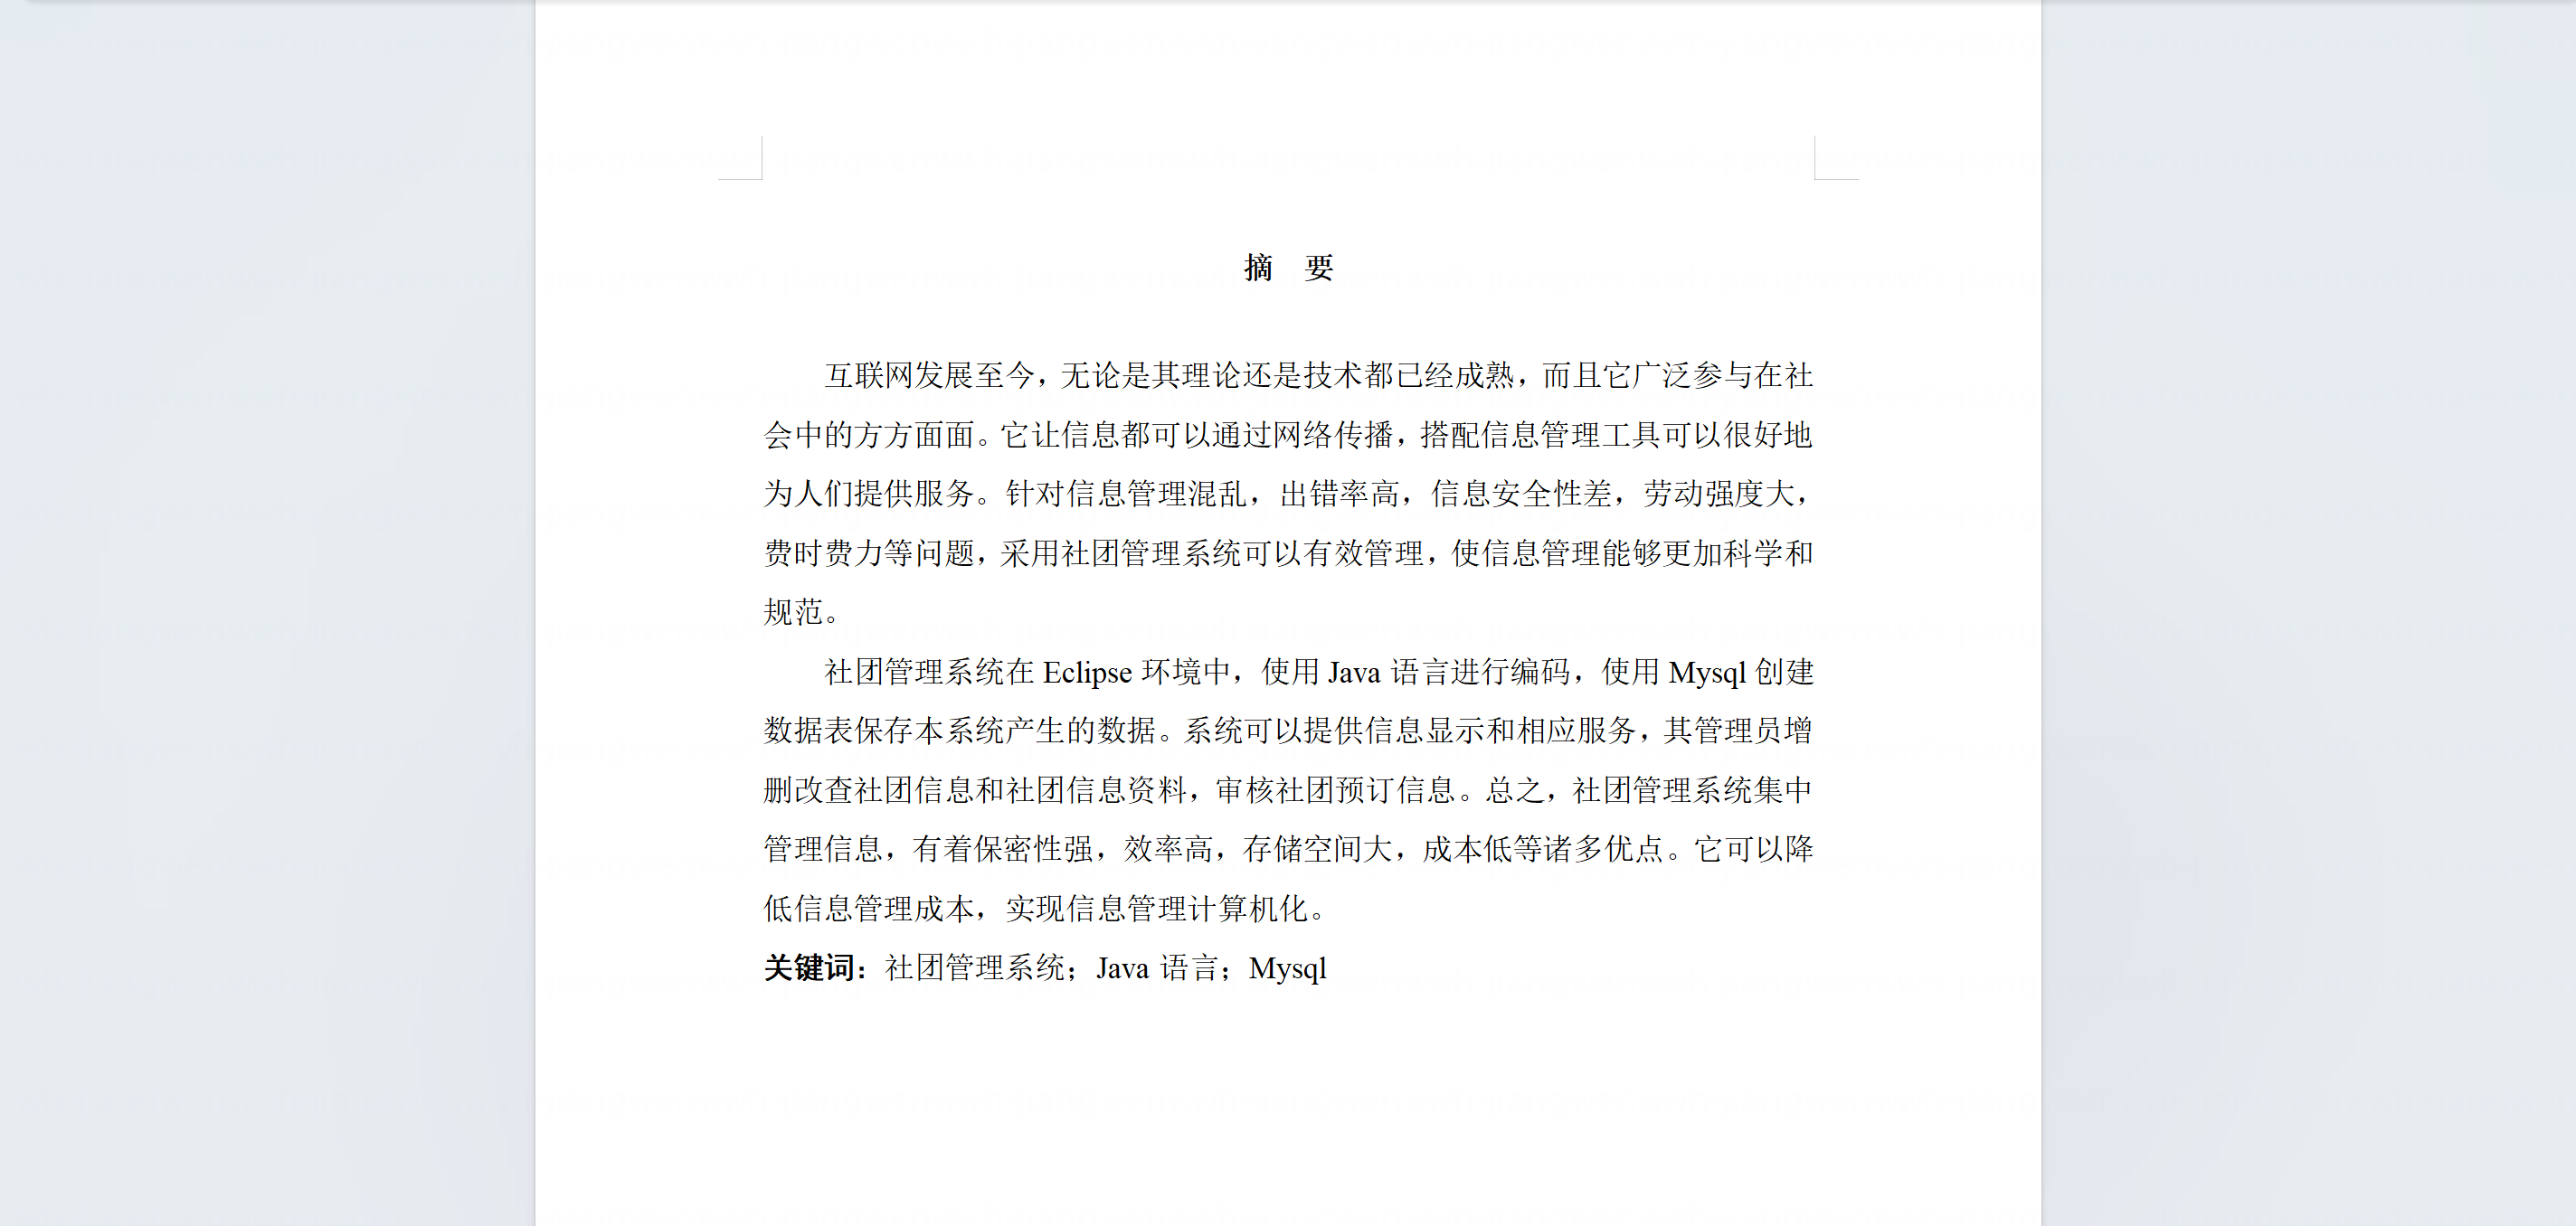 摘　要
互联网发展至今，无论是其理论还是技术都已经成熟，而且它广泛参与在社
会中的方方面面。它让信息都可以通过网络传播，搭配信息管理工具可以很好地
为人们提供服务。针对信息管理混乱，出错率高，信息安全性差，劳动强度大，
费时费力等问题，采用社团管理系统可以有效管理，使信息管理能够更加科学和
规范。
社团管理系统在 Eclipse 环境中，使用 Java 语言进行编码，使用 Mysql 创建
数据表保存本系统产生的数据。系统可以提供信息显示和相应服务，其管理员增
删改查社团信息和社团信息资料，审核社团预订信息。总之，社团管理系统集中
管理信息，有着保密性强，效率高，存储空间大，成本低等诸多优点。它可以降
低信息管理成本，实现信息管理计算机化。
关键词：社团管理系统；Java 语言；Mysql